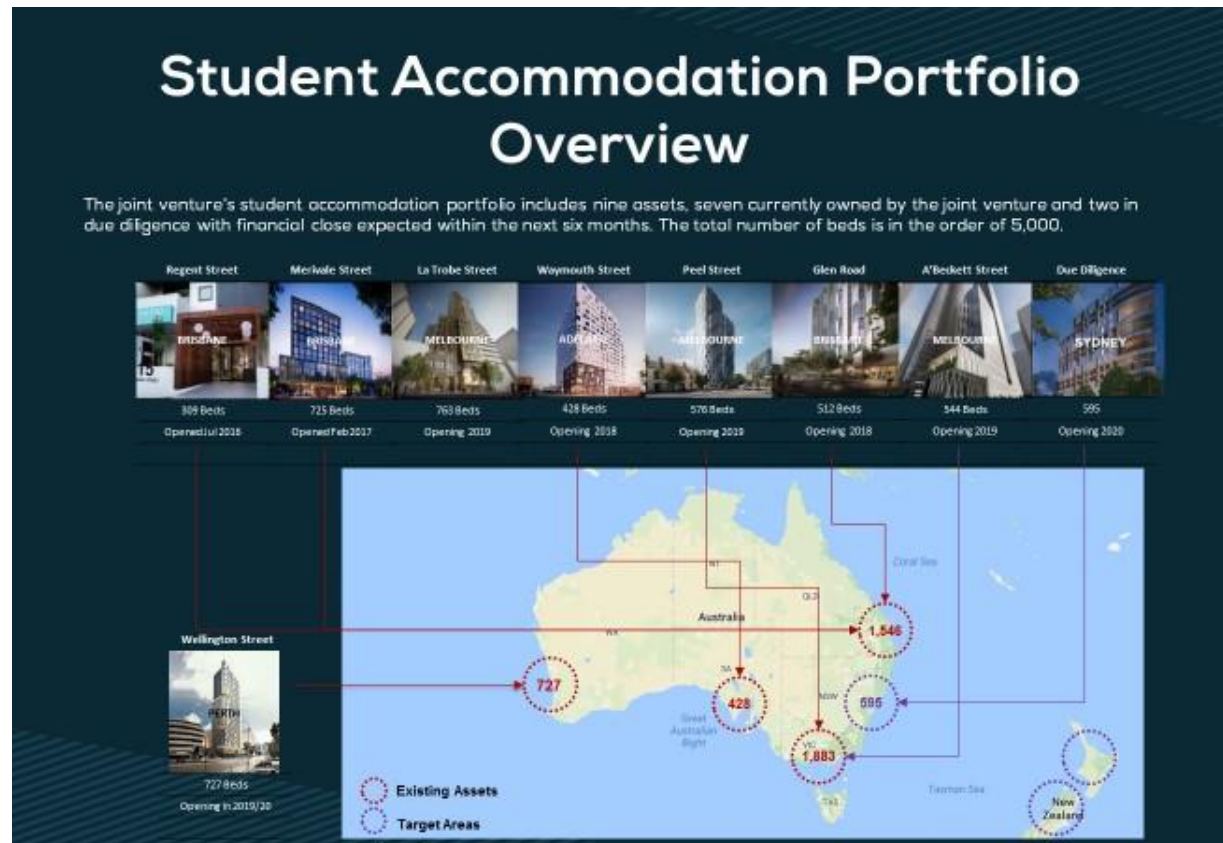 Student Accommodation Portfolio
Overview
The joint venture's student accommodation portfolio includes nine assets, seven currently owned by the joint venture and two in
due diligence with financial close expected within the next six months. The total number of beds is in the order of 5,000.
Regent Street Merivale Street La Trobe Street Waymouth Street Peel Street Glen Road A'Beckett Street Due Diligence
BRISBANE BRISBANE MELBOURNE ADELAIDE MELBOURNE BRISBANE MELBOURNE SYDNEY
15
309 Beds 725 Beds 763 Beds 428 Beds 576 Beds 512 Beds 544 Beds 595
Opened Jul 2016 Opened Feb 2017 Opening 2019 Opening 2018 Opening 2019 Opening 2018 Opening 2019 Opening 2020
NT
Coral Sea
QLD
Australia
WA
1,546
Wellington Street
SA
PERTH
727
428
NSW
595
Great
Australian
Bight
VIC
1,883
727 Beds
Opening in 2019/20
Existing Assets
Tasman Sea
TAS
New
Zealand
Target Areas